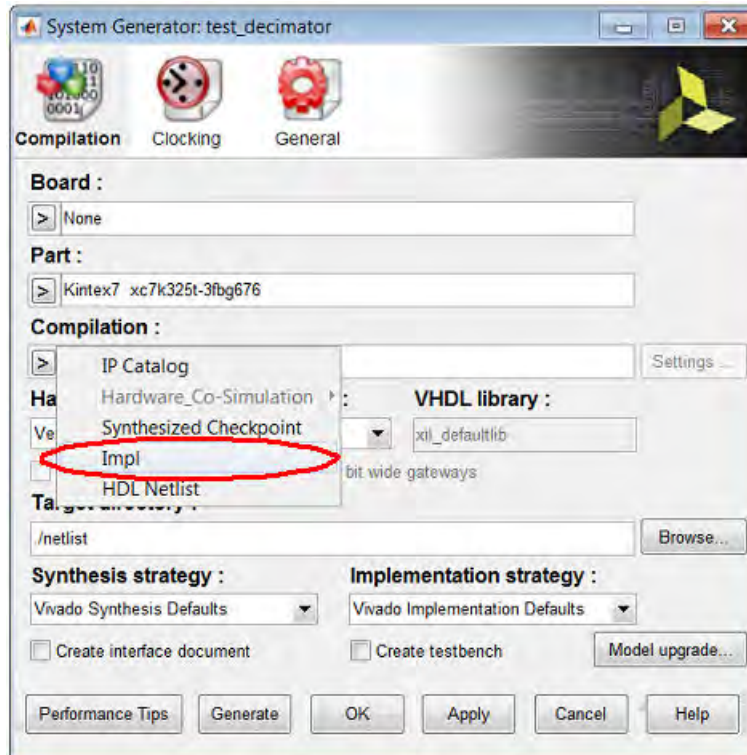 System Generator: test_decimator
Compilation Clocking General
Board :
> None
Part :
> Kintex7 xc7k325t-3fbg676
Compilation :
> Settings ...
IP Catalog
Ha Hardware_Co-Simulation : VHDL library :
Ve Synthesized Checkpoint xil_defaultlib
Impl
bit wide gateways
HDL Netlist
/netlist Browse...
Synthesis strategy : Implementation strategy :
Vivado Synthesis Defaults Vivado Implementation Defaults
Create interface document Create testbench Model upgrade...
Performance Tips Generate OK Apply Cancel Help